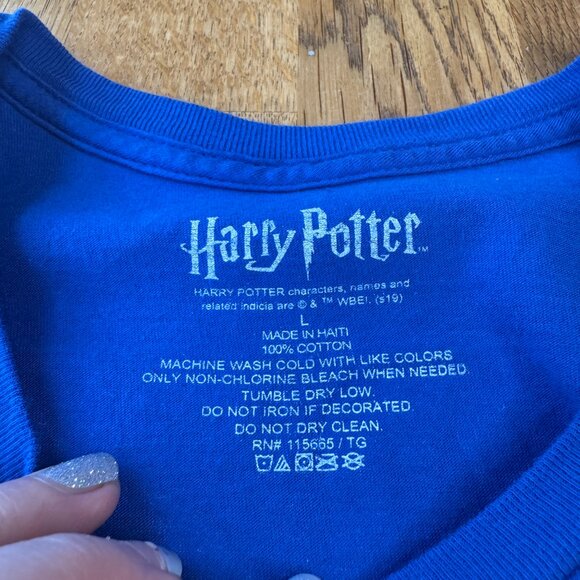 Harry Potter™
HARRY POTTER characters, names and
related indicia are © & ™ WBEI. (s19)
L
MADE IN HAITI
100% COTTON
MACHINE WASH COLD WITH LIKE COLORS
ONLY NON-CHLORINE BLEACH WHEN NEEDED.
TUMBLE DRY LOW.
DO NOT IRON IF DECORATED.
DO NOT DRY CLEAN.
RN# 115665 / TG